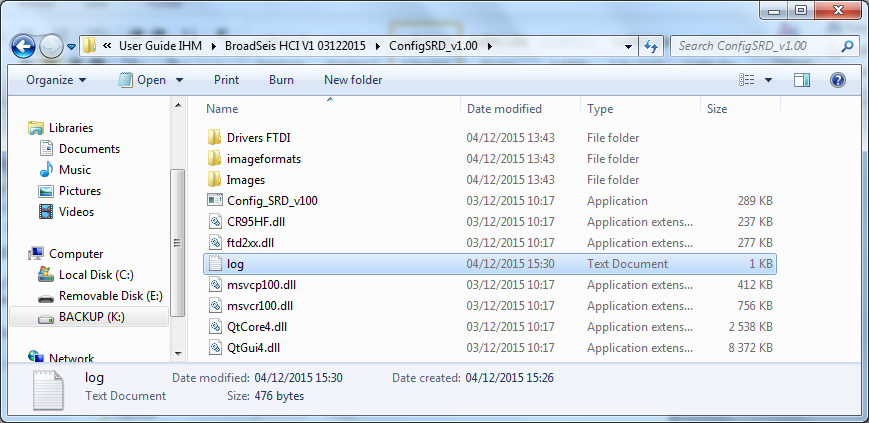 « User Guide IHM ▸ BroadSeis HCI V1 03122015 ▸ ConfigSRD_v1.00 ▸ Search ConfigSRD_v1.00
Organize Open Print Burn New folder
Name Date modified Type Size
Libraries
Documents
Music
Pictures
Videos
Computer
Local Disk (C:)
Removable Disk (E:)
BACKUP (K:)
Network
Drivers FTDI 04/12/2015 13:43 File folder
imageformats 04/12/2015 13:43 File folder
Images 04/12/2015 13:43 File folder
Config_SRD_v100 03/12/2015 10:17 Application 289 KB
CR95HF.dll 03/12/2015 10:17 Application extens... 237 KB
ftd2xx.dll 03/12/2015 10:17 Application extens... 277 KB
log 04/12/2015 15:30 Text Document 1 KB
msvcp100.dll 03/12/2015 10:17 Application extens... 412 KB
msvcr100.dll 03/12/2015 10:17 Application extens... 756 KB
QtCore4.dll 03/12/2015 10:17 Application extens... 2 538 KB
QtGui4.dll 03/12/2015 10:17 Application extens... 8 372 KB
log Date modified: 04/12/2015 15:30 Date created: 04/12/2015 15:26
Text Document Size: 476 bytes